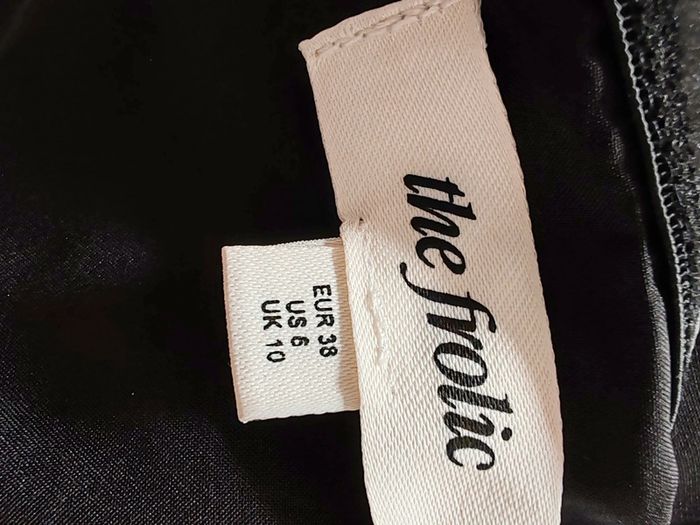 the frolic
EUR 38
US 6
UK 10